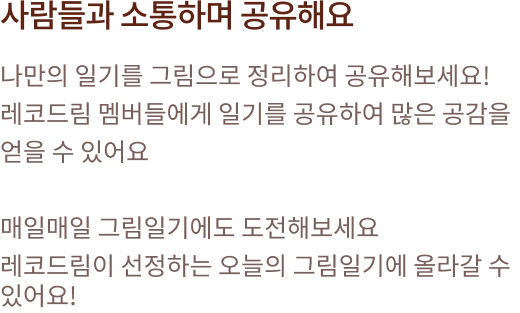 사람들과 소통하며 공유해요
나만의 일기를 그림으로 정리하여 공유해보세요!
레코드림 멤버들에게 일기를 공유하여 많은 공감을
얻을 수 있어요
매일매일 그림일기에도 도전해보세요
레코드림이 선정하는 오늘의 그림일기에 올라갈 수
있어요!